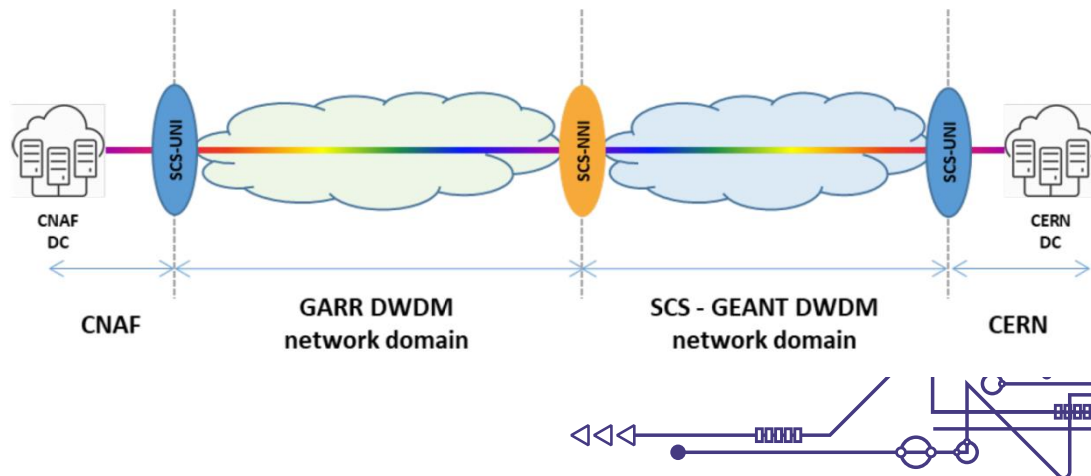 SCS-UNI
SCS-NNI
SCS-UNI
CNAF
DC
CERN
DC
CNAF
GARR DWDM
network domain
SCS - GEANT DWDM
network domain
CERN